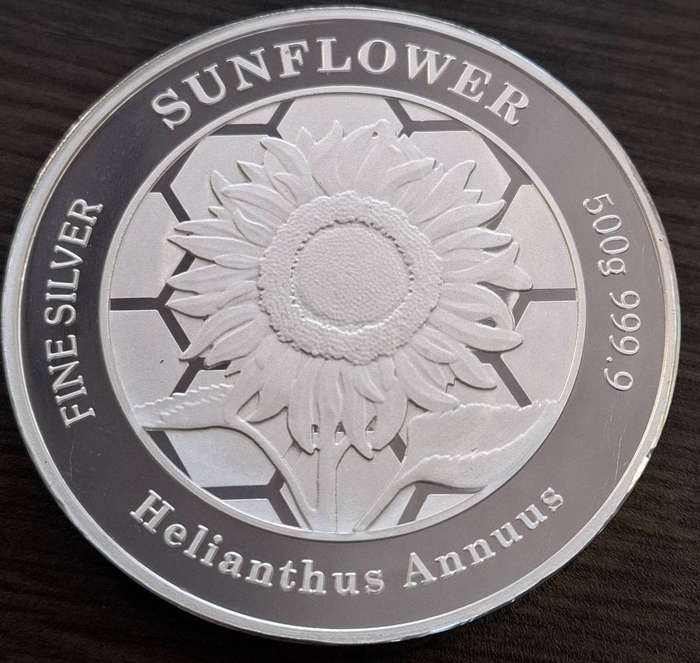 SUNFLOWER
FINE SILVER
500g 999.9
Helianthus Annuus